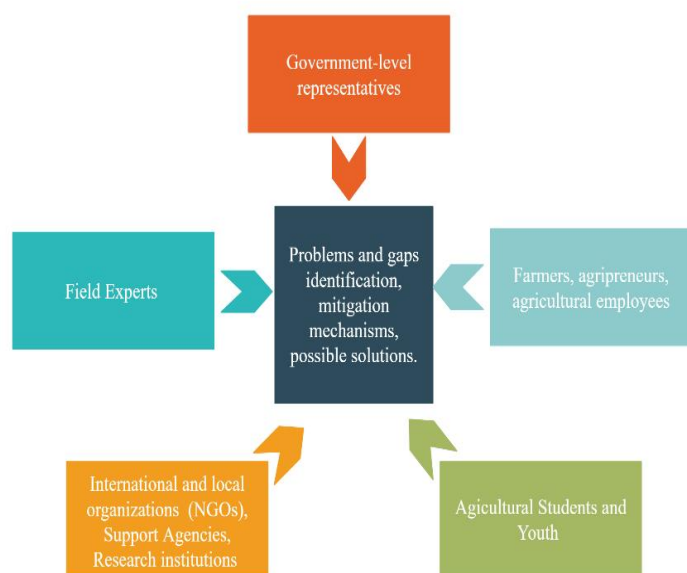 Government-level
representatives
Field Experts
Problems and gaps
identification,
mitigation
mechanisms,
possible solutions.
Farmers, agripreneurs,
agricultural employees
International and local
organizations (NGOs),
Support Agencies,
Research institutions
Agicultural Students and
Youth